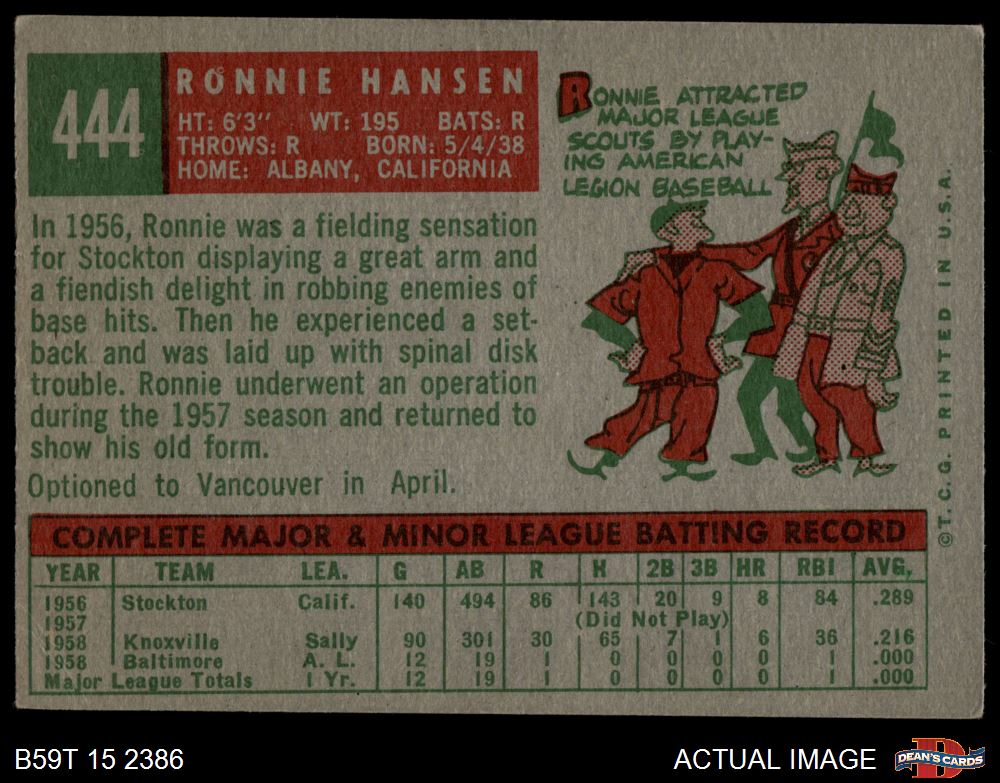 444
RONNIE HANSEN
HT: 6'3" WT: 195 BATS: R
THROWS: R BORN: 5/4/38
HOME: ALBANY, CALIFORNIA
In 1956, Ronnie was a fielding sensation
for Stockton displaying a great arm and
a fiendish delight in robbing enemies of
base hits. Then he experienced a set-
back and was laid up with spinal disk
trouble. Ronnie underwent an operation
during the 1957 season and returned to
show his old form.
Optioned to Vancouver in April.
RONNIE ATTRACTED
MAJOR LEAGUE
SCOUTS BY PLAY-
ING AMERICAN
LEGION BASEBALL
©T. C. G. PRINTED IN U.S.A.
COMPLETE MAJOR & MINOR LEAGUE BATTING RECORD
YEAR TEAM LEA. G AB R H 2B 3B HR RBI AVG.
1956 Stockton Calif. 140 494 86 143 20 9 8 84 .289
1957 (Did Not Play)
1958 Knoxville Sally 90 301 30 65 7 1 6 36 .216
1958 Baltimore A. L. 12 19 1 0 0 0 0 1 .000
Major League Totals 1 Yr. 12 19 1 0 0 0 0 1 .000
B59T 15 2386
ACTUAL IMAGE
DEAN'S CARDS